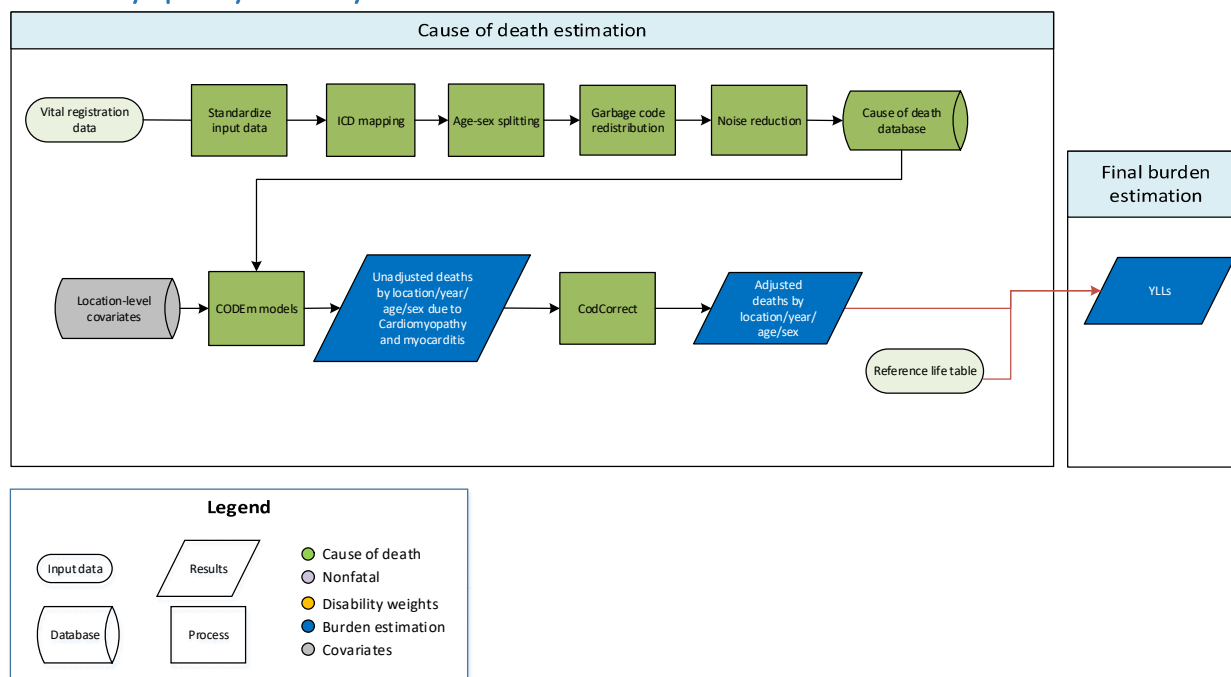 Cause of death estimation
Vital registration
data
Standardize
input data
ICD mapping
Age-sex splitting
Garbage code
redistribution
Noise reduction
Cause of death
database
Final burden
estimation
Location-level
covariates
CODEm models
Unadjusted deaths
by location/year/
age/sex due to
Cardiomyopathy
and myocarditis
CodCorrect
Adjusted
deaths by
location/year/
age/sex
YLLs
Reference life table
Legend
Input data
Results
Database
Process
Cause of death
Nonfatal
Disability weights
Burden estimation
Covariates